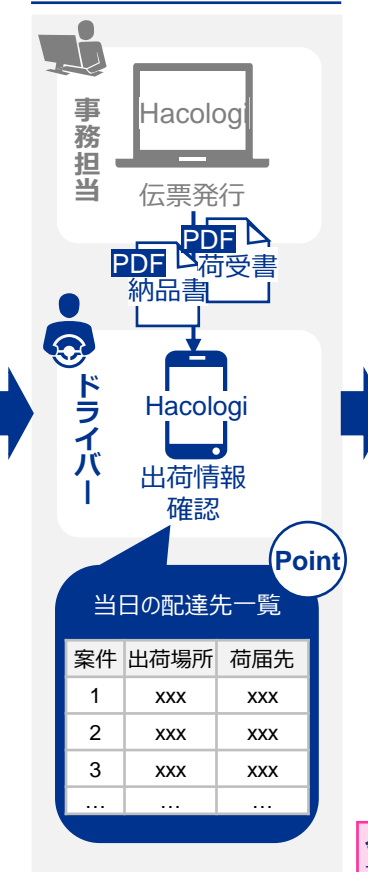 事務担当
Hacologi
伝票発行
PDF
荷受書
PDF
納品書
ドライバー
Hacologi
出荷情報
確認
Point
当日の配達先一覧
案件 出荷場所 荷届先
1 xxx xxx
2 xxx xxx
3 xxx xxx
… … …